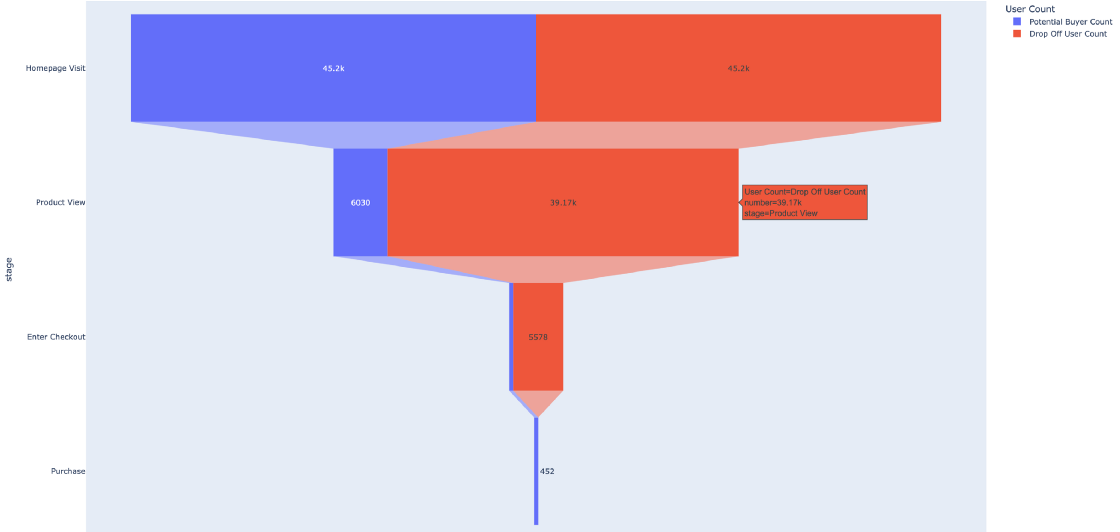 User Count
Potential Buyer Count
Drop Off User Count
Homepage Visit
45.2k
45.2k
Product View
6030
39.17k
User Count=Drop Off User Count
number=39.17k
stage=Product View
stage
Enter Checkout
5578
Purchase
452